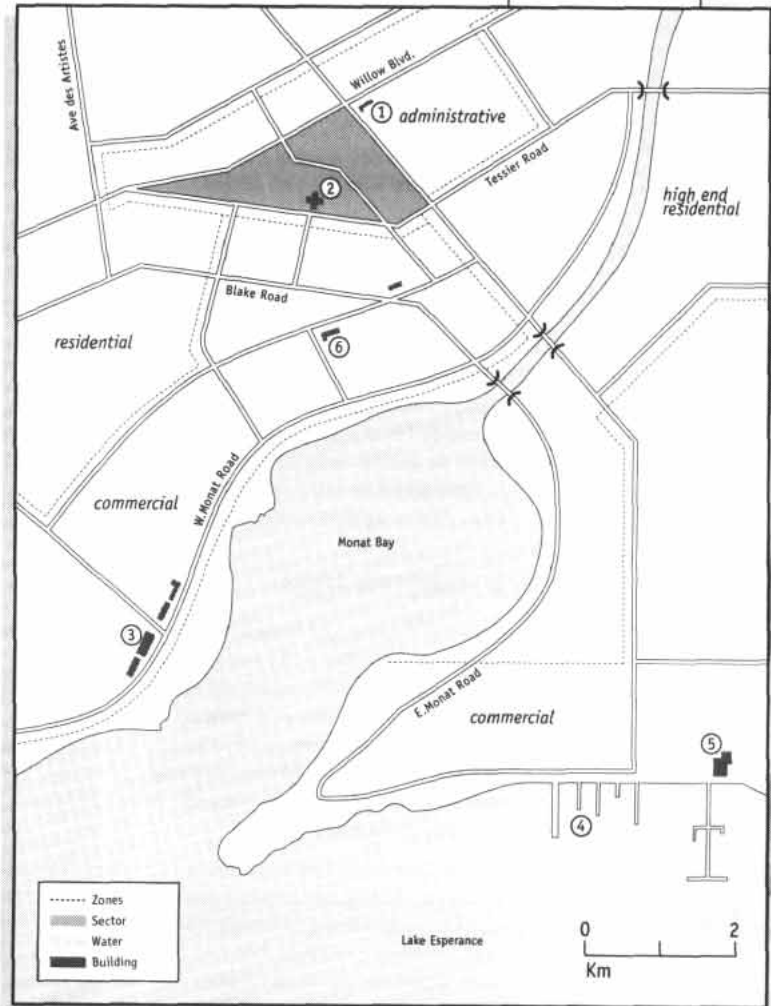 Ave des Artistes
Willow Blvd.
1
administrative
Tessier Road
2
high end
residential
Blake Road
residential
6
W.Monat Road
commercial
Monat Bay
3
E.Monat Road
commercial
5
4
Zones
Sector
Water
Building
Lake Esperance
0 2
Km